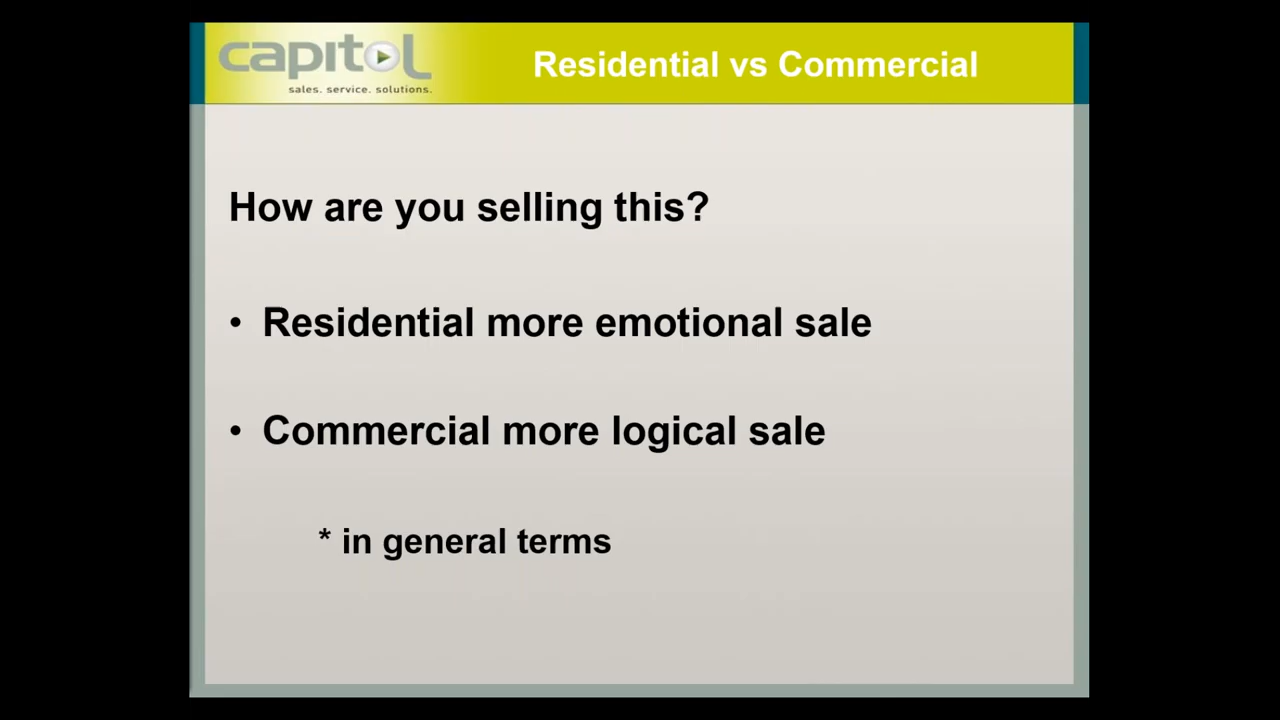 capitol
sales. service. solutions.
Residential vs Commercial
How are you selling this?
• Residential more emotional sale
• Commercial more logical sale
* in general terms